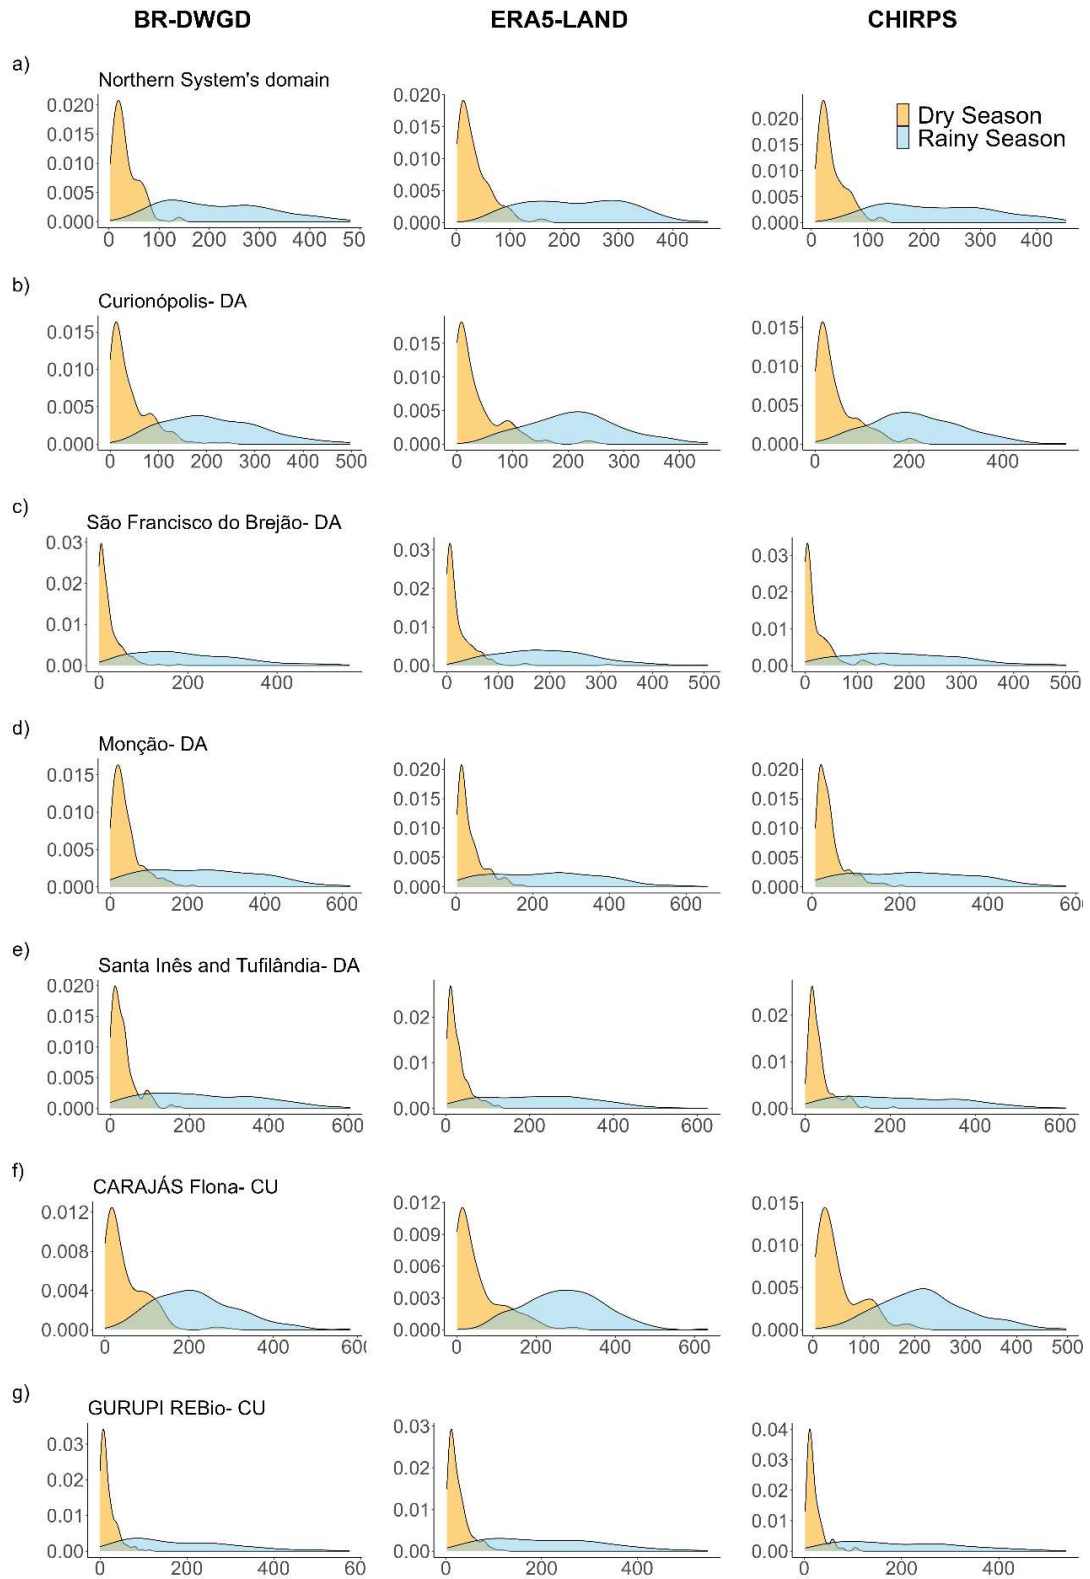 BR-DWGD ERA5-LAND CHIRPS
a)
Northern System's domain
Dry Season
Rainy Season
0.020 0.015 0.010 0.005 0.000
0 100 200 300 400 50
0.020 0.015 0.010 0.005 0.000
0 100 200 300 400
0.020 0.015 0.010 0.005 0.000
0 100 200 300 400
b)
Curionópolis- DA
0.015 0.010 0.005 0.000
0 100 200 300 400 500
0.015 0.010 0.005 0.000
0 100 200 300 400
0.015 0.010 0.005 0.000
0 200 400
c)
São Francisco do Brejão- DA
0.03 0.02 0.01 0.00
0 200 400
0.03 0.02 0.01 0.00
0 100 200 300 400 500
0.03 0.02 0.01 0.00
0 100 200 300 400 500
d)
Monção- DA
0.015 0.010 0.005 0.000
0 200 400 600
0.020 0.015 0.010 0.005 0.000
0 200 400 600
0.020 0.015 0.010 0.005 0.000
0 200 400 60
e)
Santa Inês and Tufilândia- DA
0.020 0.015 0.010 0.005 0.000
0 200 400 600
0.02 0.01 0.00
0 200 400 600
0.02 0.01 0.00
0 200 400 600
f)
CARAJÁS Flona- CU
0.012 0.008 0.004 0.000
0 200 400 60
0.012 0.009 0.006 0.003 0.000
0 200 400 600
0.015 0.010 0.005 0.000
0 100 200 300 400 500
g)
GURUPI REBio- CU
0.03 0.02 0.01 0.00
0 100 200 300 400 50
0.03 0.02 0.01 0.00
0 200 400
0.04 0.03 0.02 0.01 0.00
0 200 400